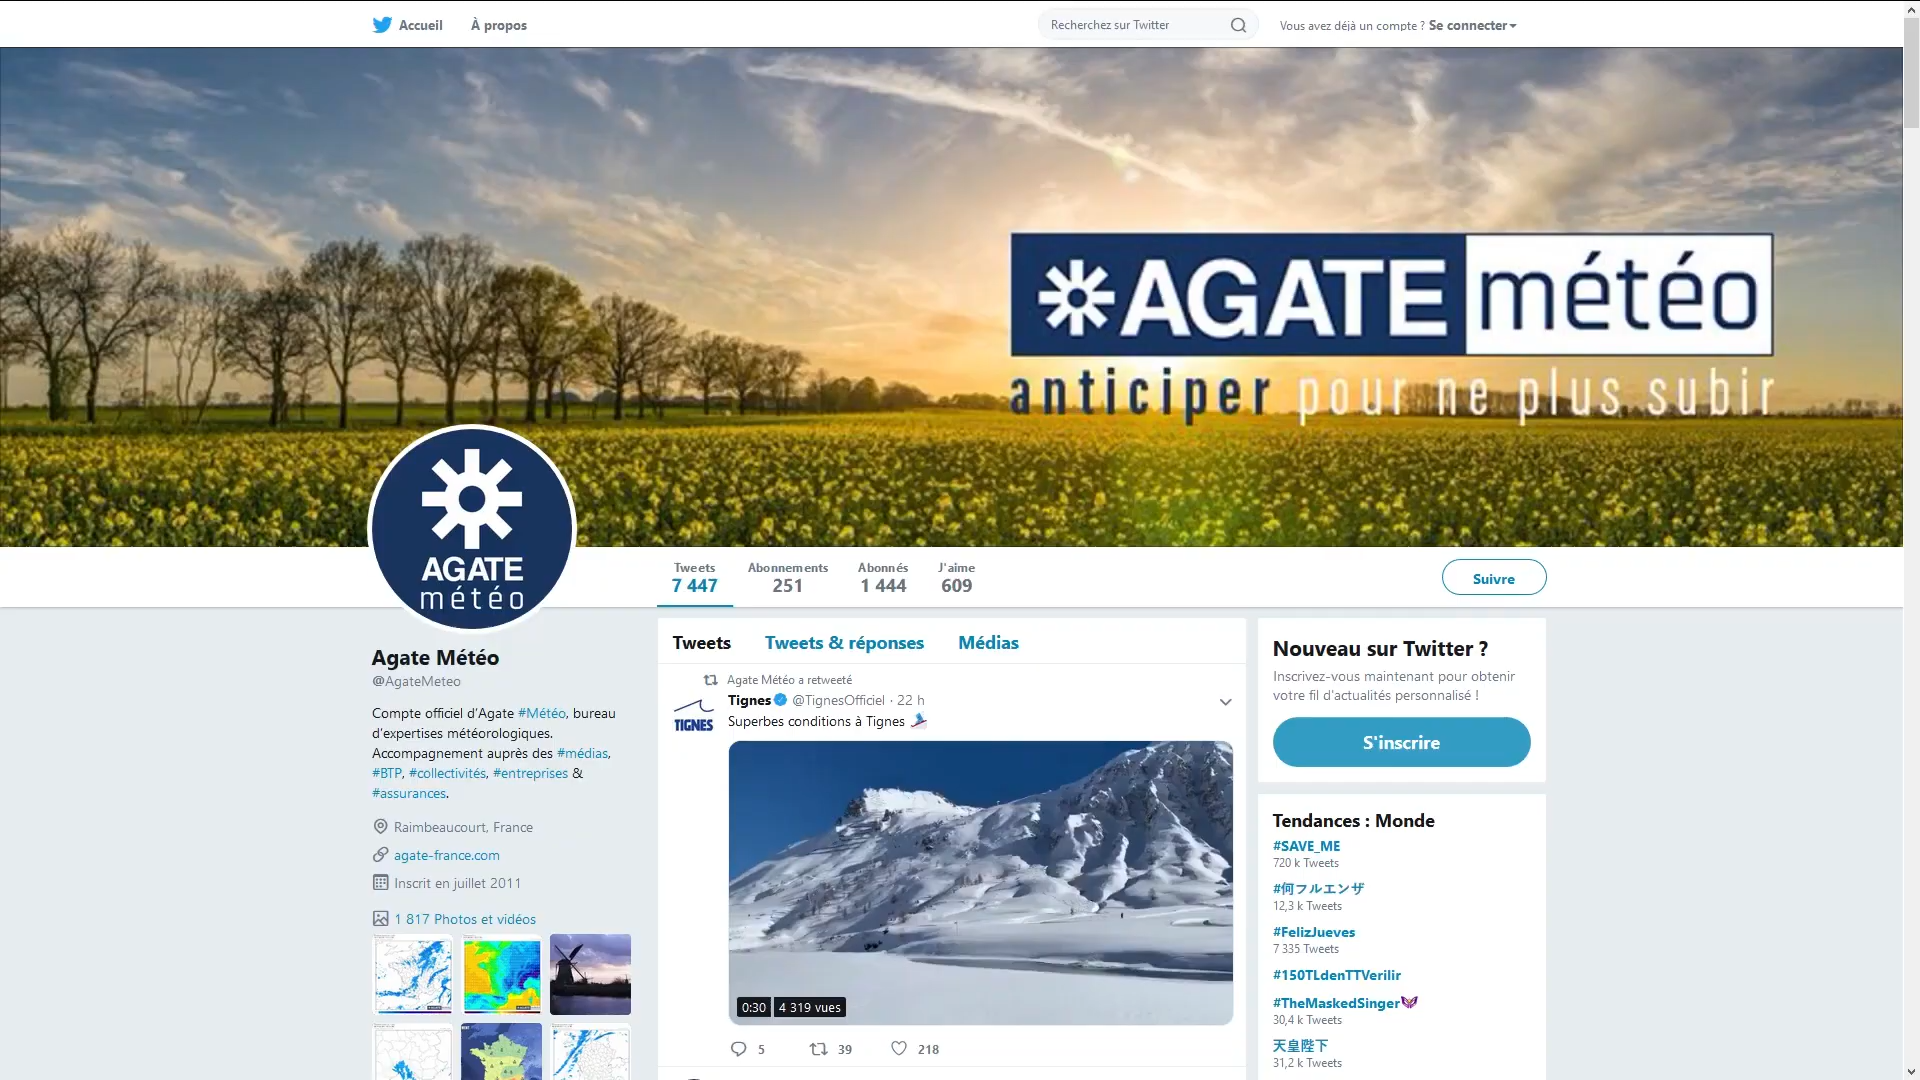 Accueil
À propos
Recherchez sur Twitter
Vous avez déjà un compte ? Se connecter
AGATE météo
anticiper pour ne plus subir
AGATE
météo
Tweets
7 447
Abonnements
251
Abonnés
1 444
J'aime
609
Suivre
Agate Météo
@AgateMeteo
Compte officiel d'Agate #Météo, bureau
d'expertises météorologiques.
Accompagnement auprès des #médias,
#BTP, #collectivités, #entreprises &
#assurances.
Raimbeaucourt, France
agate-france.com
Inscrit en juillet 2011
1 817 Photos et vidéos
Tweets
Tweets & réponses
Médias
Agate Météo a retweeté
Tignes @TignesOfficiel · 22 h
TIGNES
Superbes conditions à Tignes
0:30
4 319 vues
5
39
218
Nouveau sur Twitter ?
Inscrivez-vous maintenant pour obtenir
votre fil d'actualités personnalisé !
S'inscrire
Tendances : Monde
#SAVE_ME
720 k Tweets
#何フルエンザ
12,3 k Tweets
#FelizJueves
7 335 Tweets
#150TLdenTTVerilir
#TheMaskedSinger
30,4 k Tweets
天皇陛下
31,2 k Tweets